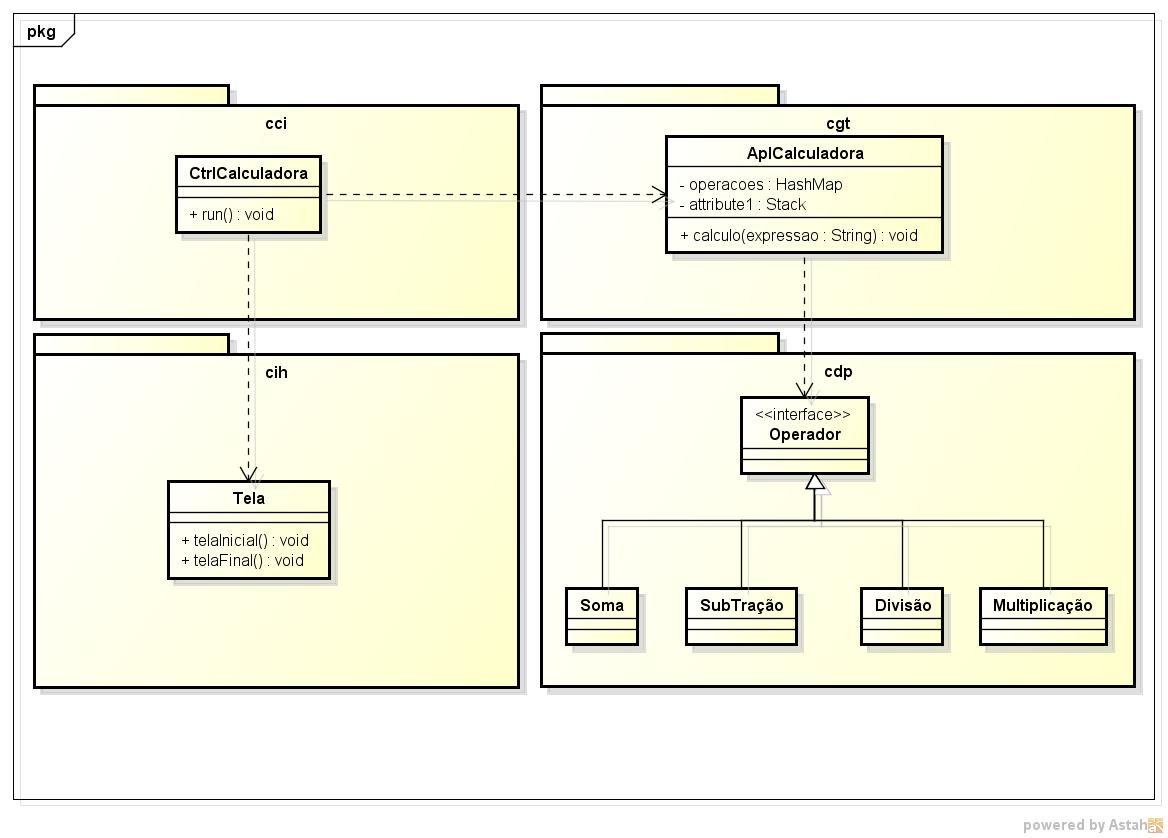 pkg
cci
CtrlCalculadora
+ run() : void
cgt
AplCalculadora
- operacoes : HashMap
- attribute1 : Stack
+ calculo(expressao : String) : void
cih
Tela
+ telaInicial() : void
+ telaFinal() : void
cdp
<<interface>>
Operador
Soma
SubTração
Divisão
Multiplicação
powered by Astah